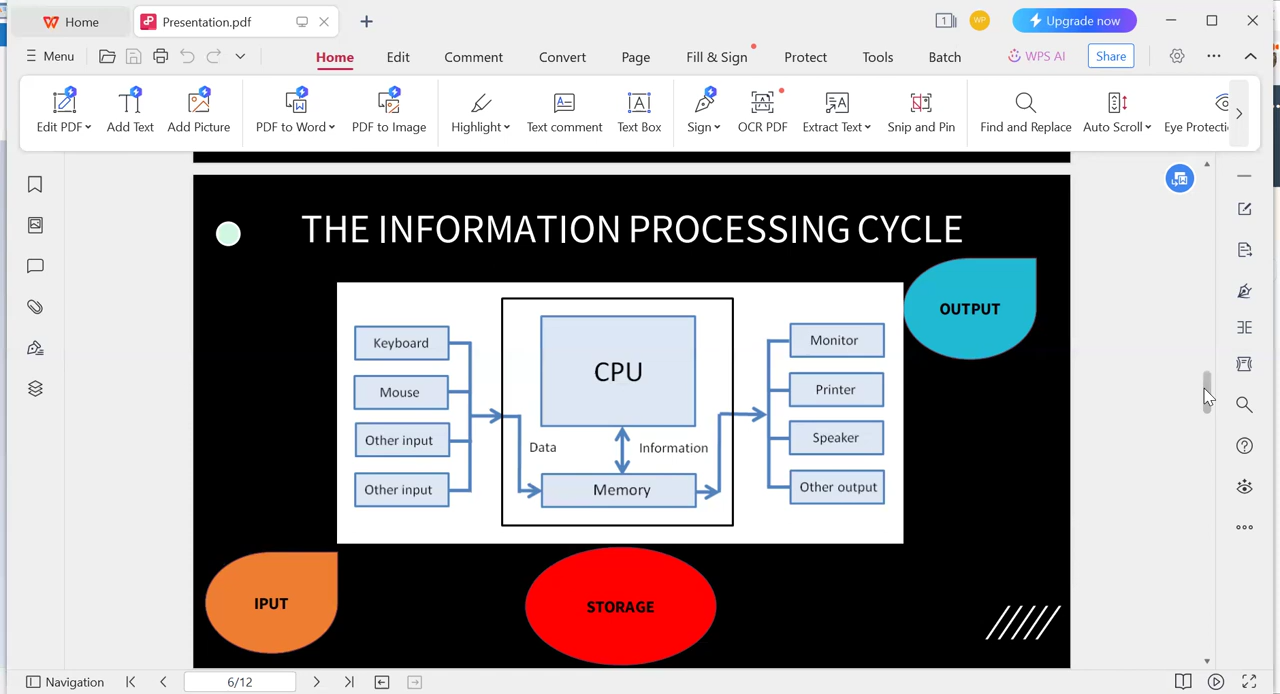 Home
Presentation.pdf
1
WP
Upgrade now
Menu
Home
Edit
Comment
Convert
Page
Fill & Sign
Protect
Tools
Batch
WPS AI
Share
Edit PDF
Add Text
Add Picture
PDF to Word
PDF to Image
Highlight
Text comment
Text Box
Sign
OCR PDF
Extract Text
Snip and Pin
Find and Replace
Auto Scroll
Eye Protecti
THE INFORMATION PROCESSING CYCLE
OUTPUT
Keyboard
Mouse
Other input
Other input
CPU
Data
Information
Memory
Monitor
Printer
Speaker
Other output
IPUT
STORAGE
Navigation
6/12